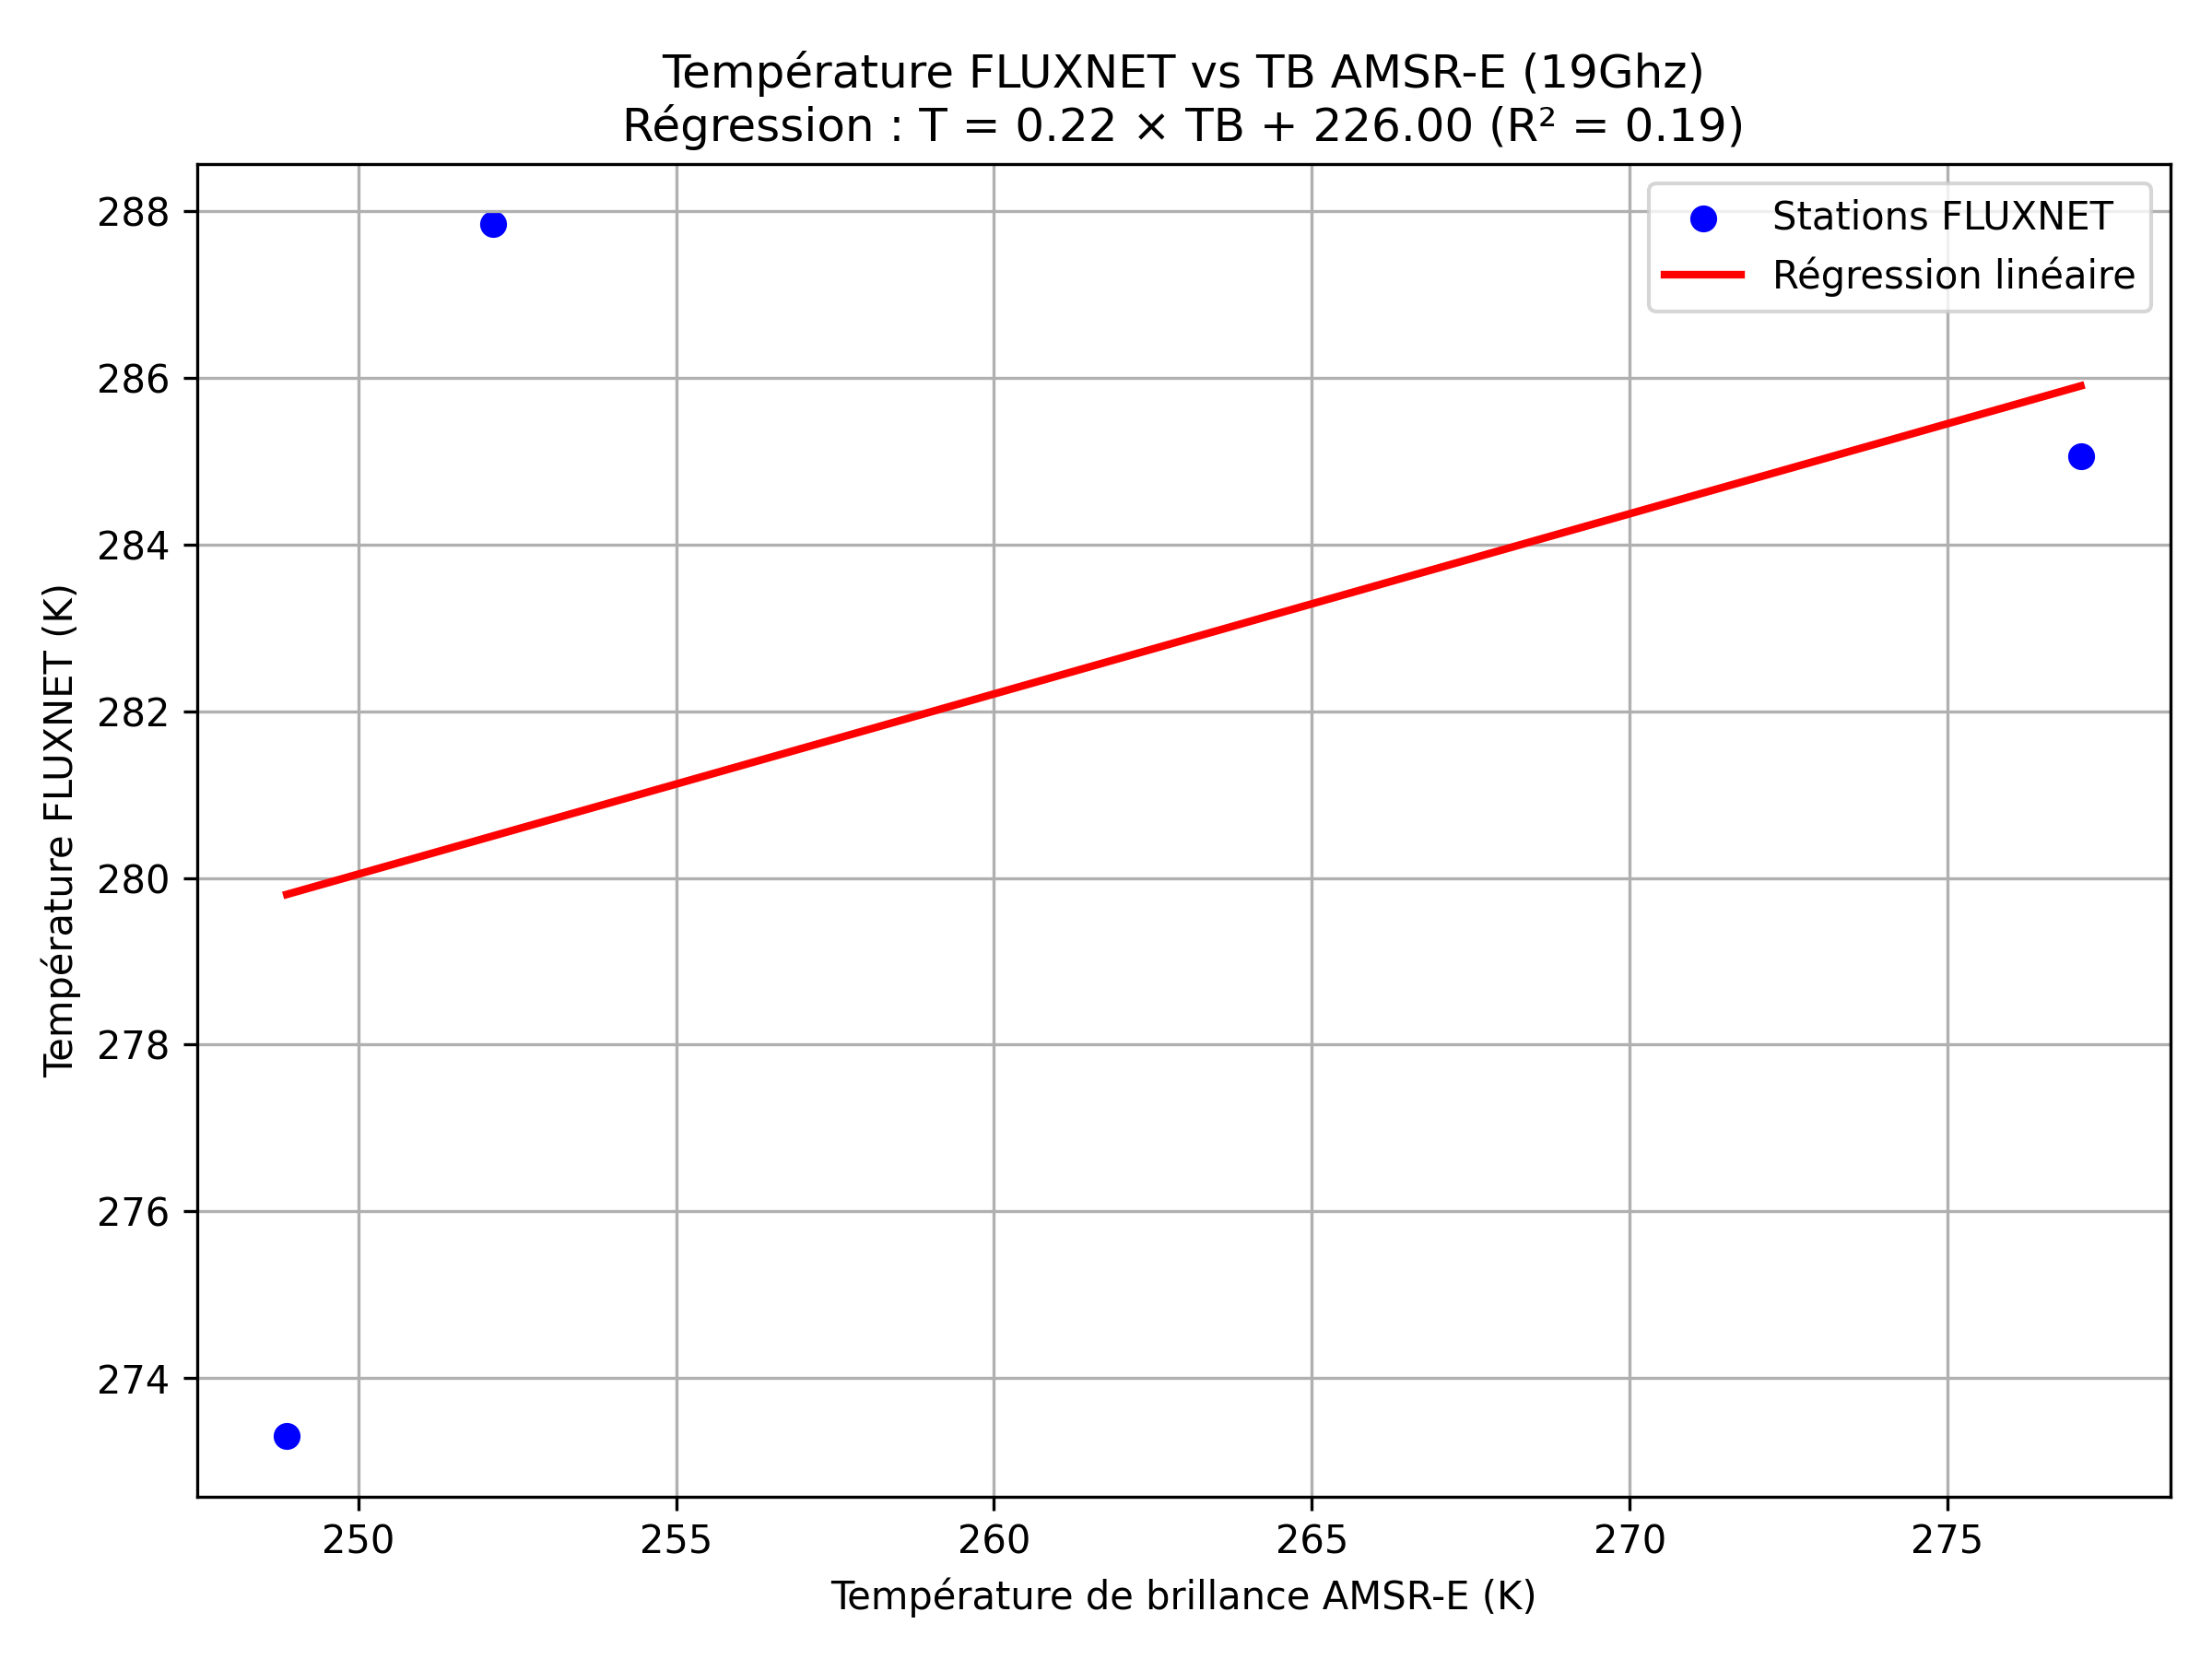 Température FLUXNET vs TB AMSR-E (19Ghz)
Régression : T = 0.22 × TB + 226.00 (R² = 0.19)
Stations FLUXNET
Régression linéaire
288
286
284
282
280
278
276
274
Température FLUXNET (K)
250
255
260
265
270
275
Température de brillance AMSR-E (K)